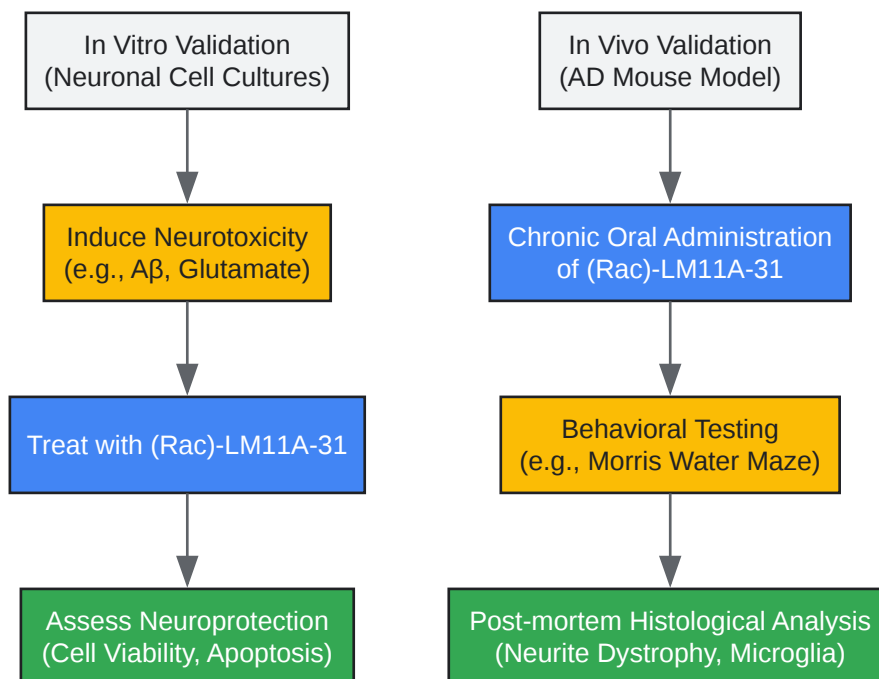 In Vitro Validation
(Neuronal Cell Cultures)
Induce Neurotoxicity
(e.g., Aβ, Glutamate)
Treat with (Rac)-LM11A-31
Assess Neuroprotection
(Cell Viability, Apoptosis)
In Vivo Validation
(AD Mouse Model)
Chronic Oral Administration
of (Rac)-LM11A-31
Behavioral Testing
(e.g., Morris Water Maze)
Post-mortem Histological Analysis
(Neurite Dystrophy, Microglia)